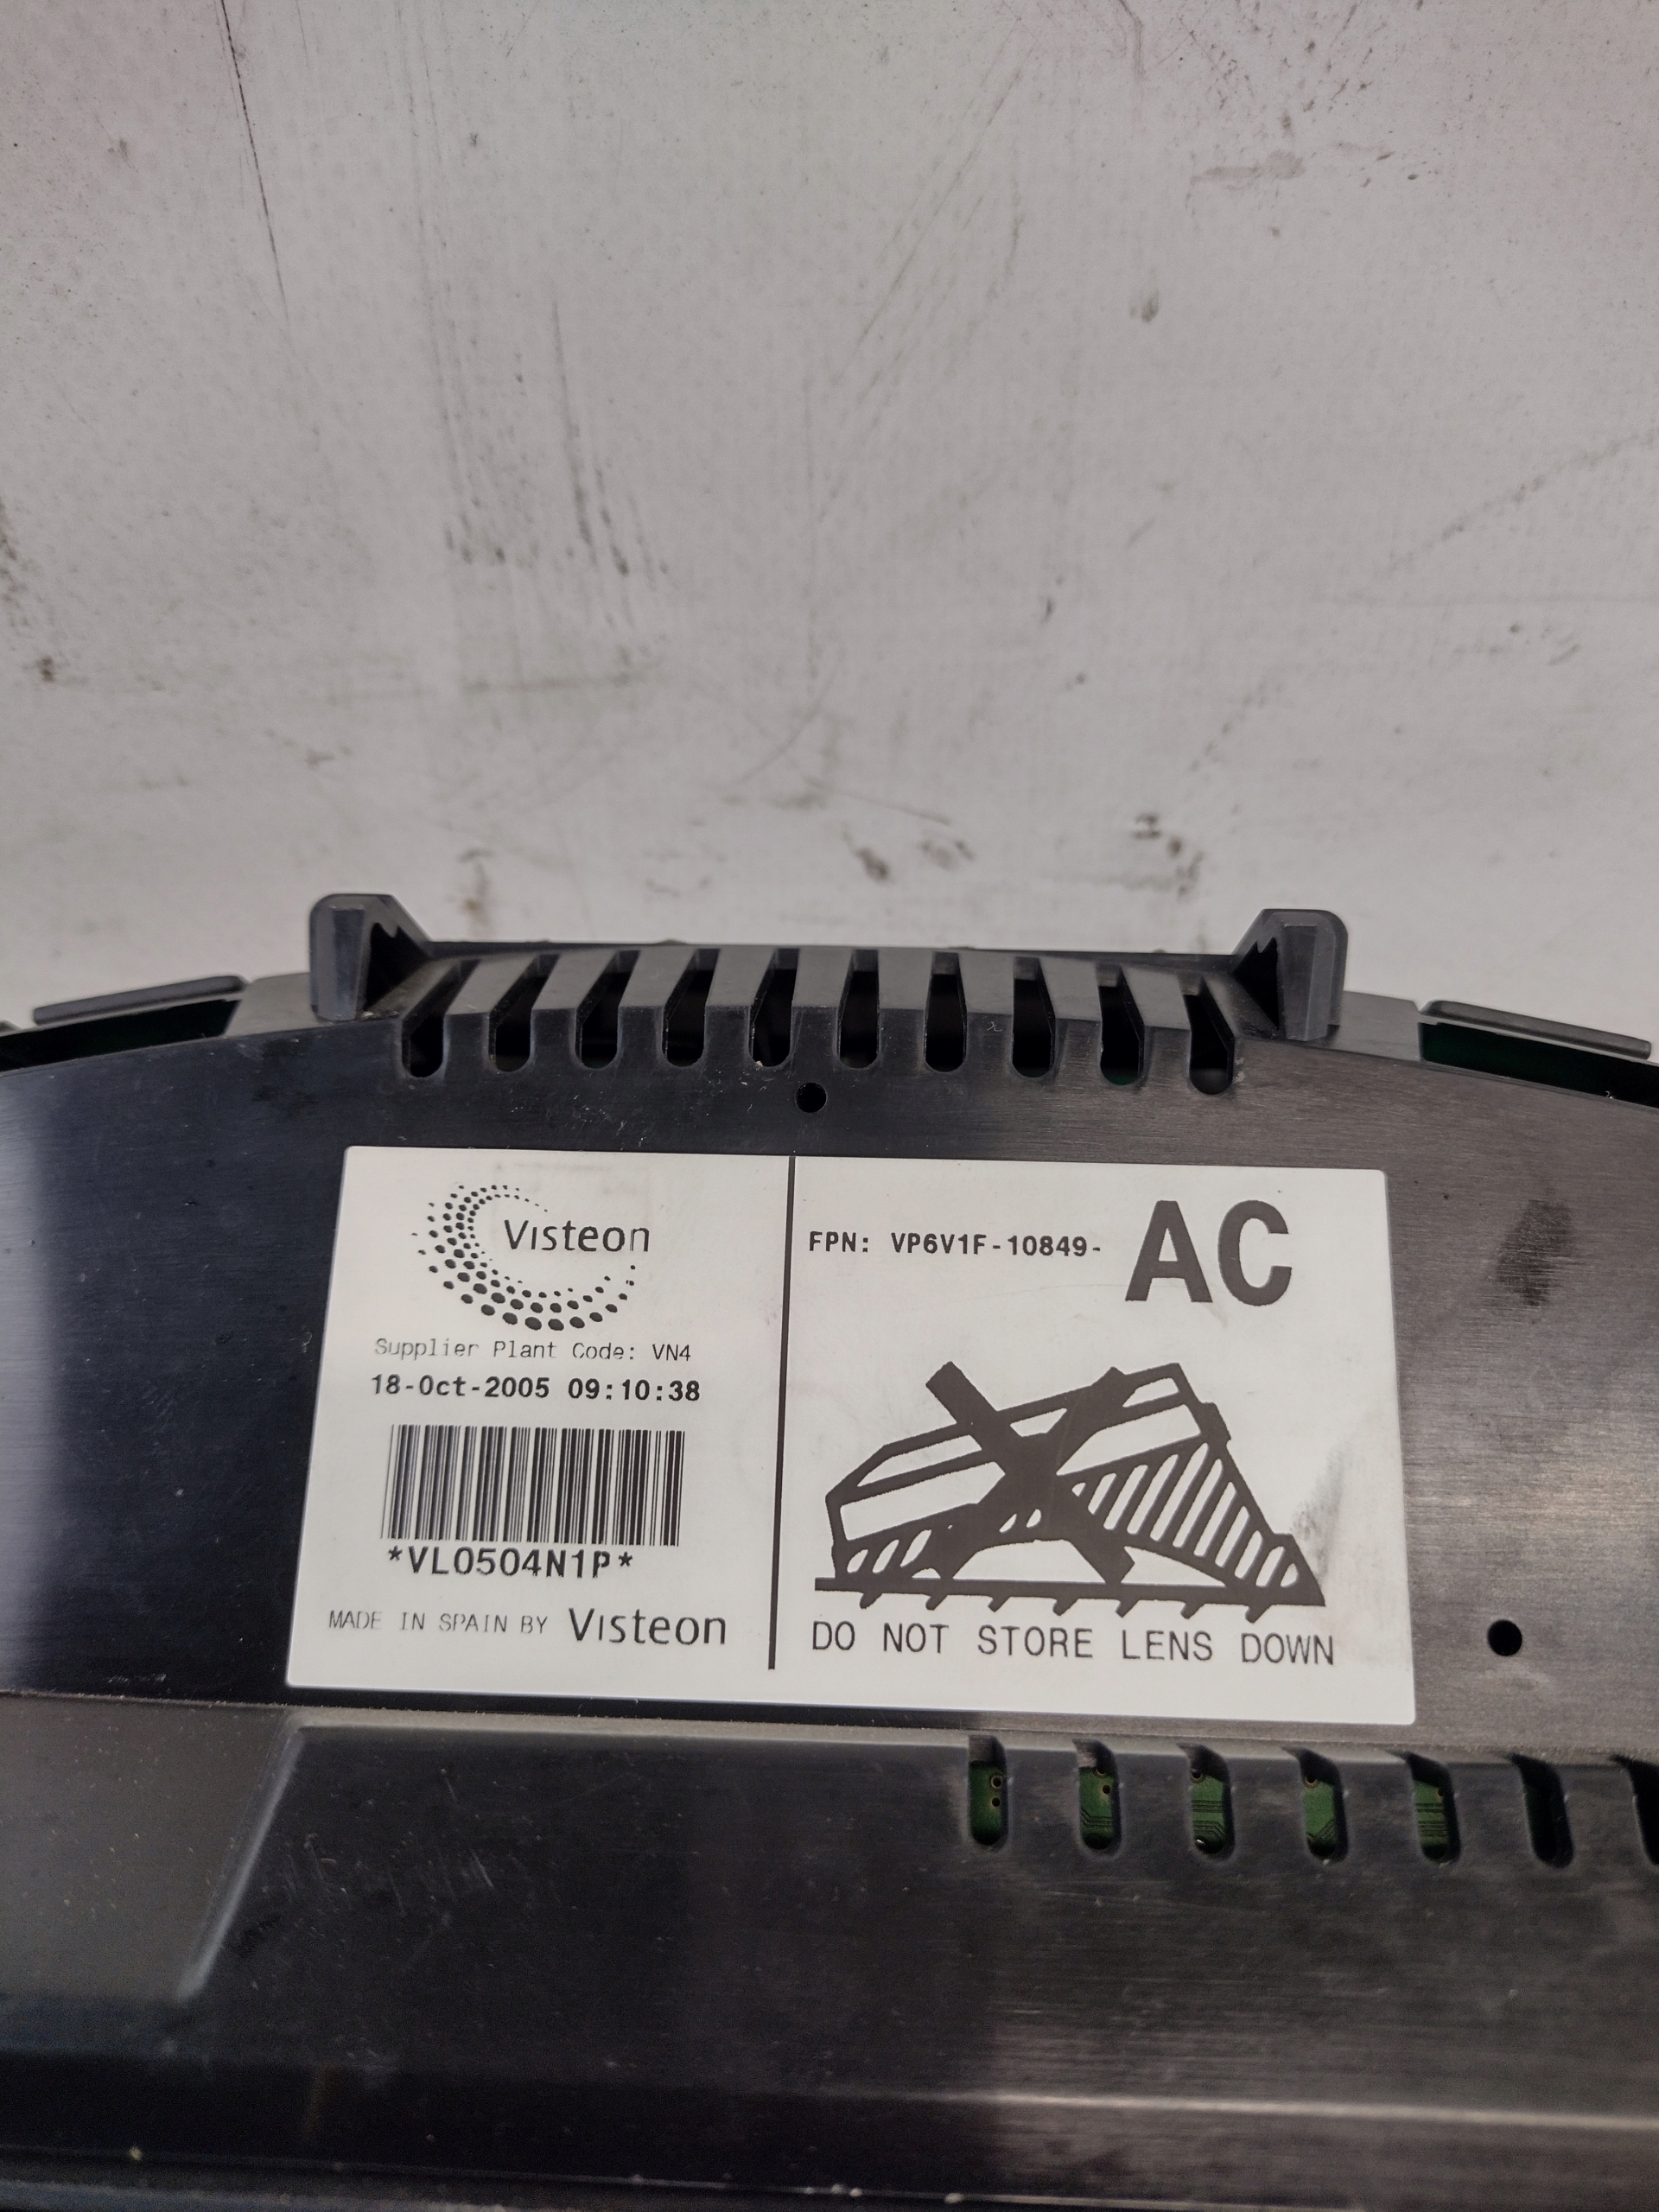 Visteon
Supplier Plant Code: VN4
18-Oct-2005 09:10:38
*VL0504N1P*
MADE IN SPAIN BY Visteon
FPN: VP6V1F-10849- AC
DO NOT STORE LENS DOWN